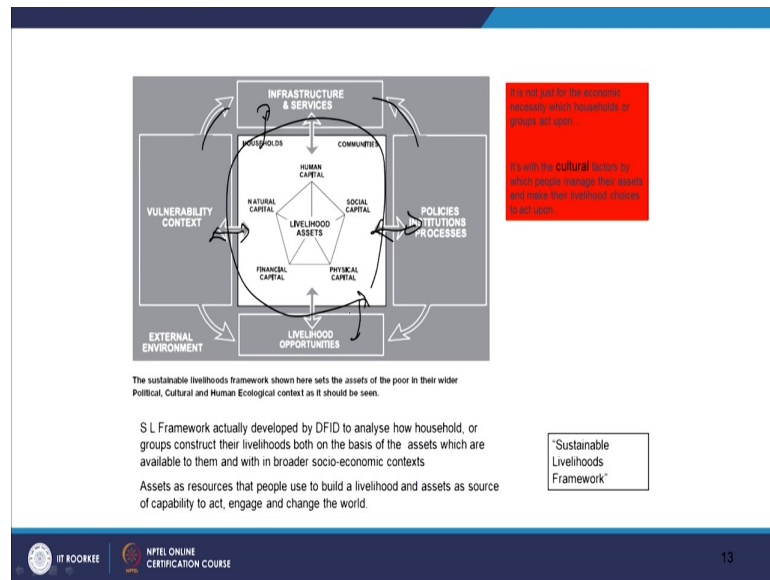 INFRASTRUCTURE
& SERVICES
HOUSEHOLDS
COMMUNITIES
HUMAN
CAPITAL
NATURAL
CAPITAL
SOCIAL
CAPITAL
LIVELIHOOD
ASSETS
FINANCIAL
CAPITAL
PHYSICAL
CAPITAL
VULNERABILITY
CONTEXT
POLICIES
INSTITUTIONS
PROCESSES
EXTERNAL
ENVIRONMENT
LIVELIHOOD
OPPORTUNITIES
It is not just for the economic
necessity which households or
groups act upon...
It's with the cultural factors by
which people manage their assets
and make their livelihood choices
to act upon.
The sustainable livelihoods framework shown here sets the assets of the poor in their wider
Political, Cultural and Human Ecological context as it should be seen.
S L Framework actually developed by DFID to analyse how household, or
groups construct their livelihoods both on the basis of the assets which are
available to them and with in broader socio-economic contexts
Assets as resources that people use to build a livelihood and assets as source
of capability to act, engage and change the world.
“Sustainable
Livelihoods
Framework”
IIT ROORKEE
NPTEL ONLINE
CERTIFICATION COURSE
13